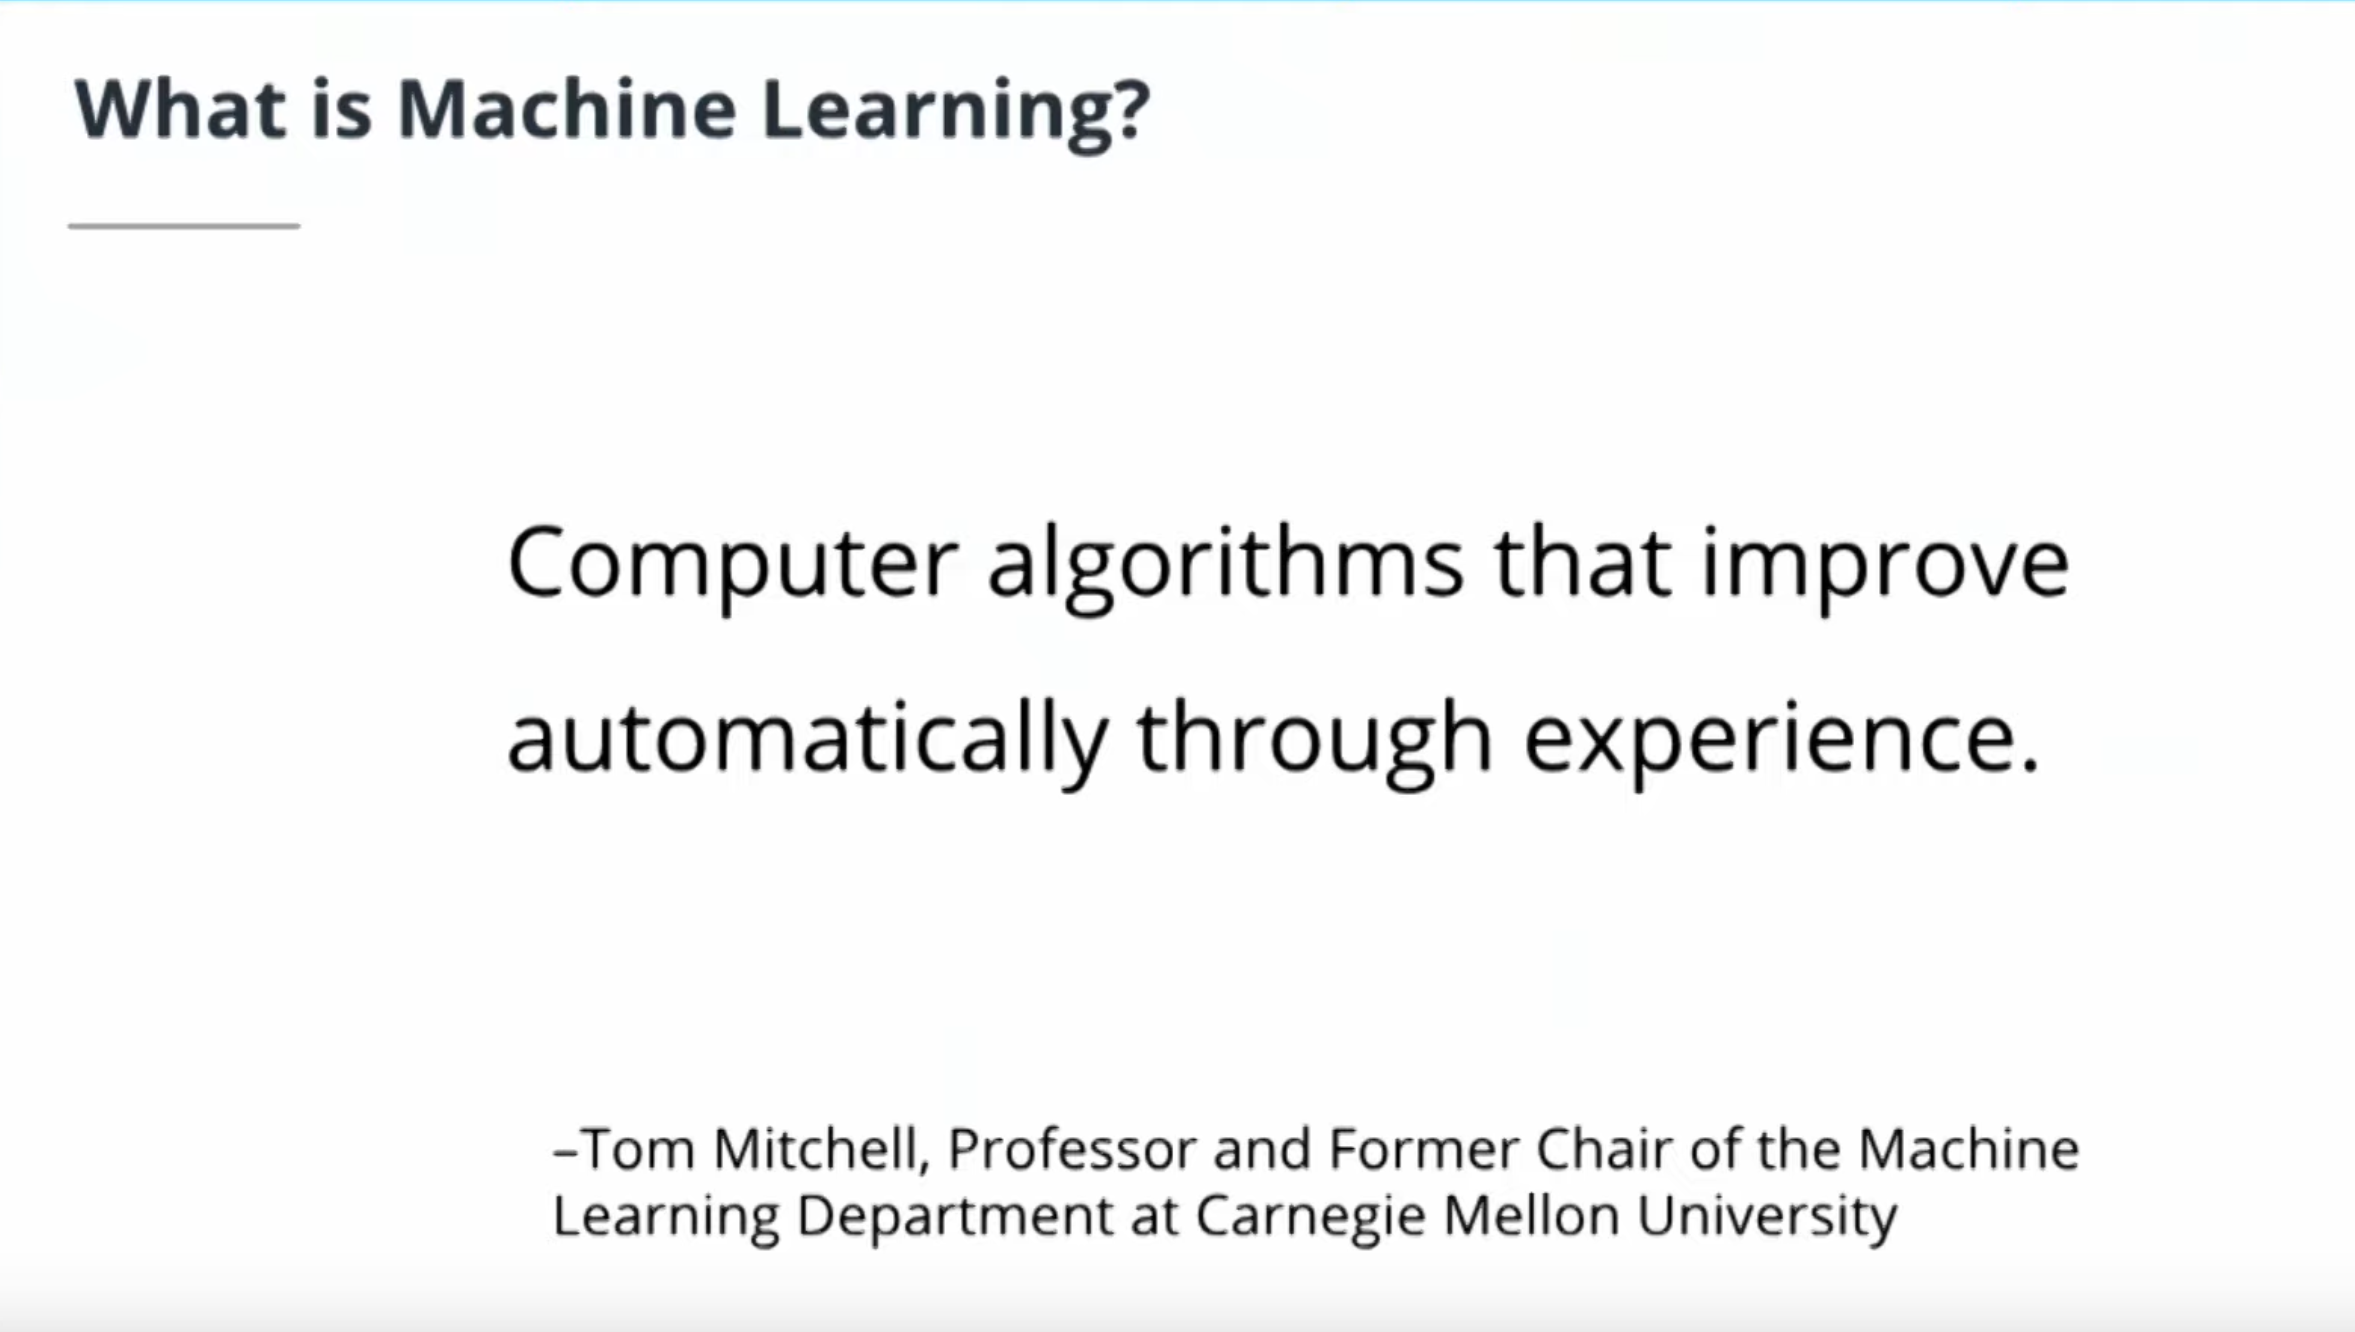 What is Machine Learning?
Computer algorithms that improve
automatically through experience.
–Tom Mitchell, Professor and Former Chair of the Machine
Learning Department at Carnegie Mellon University